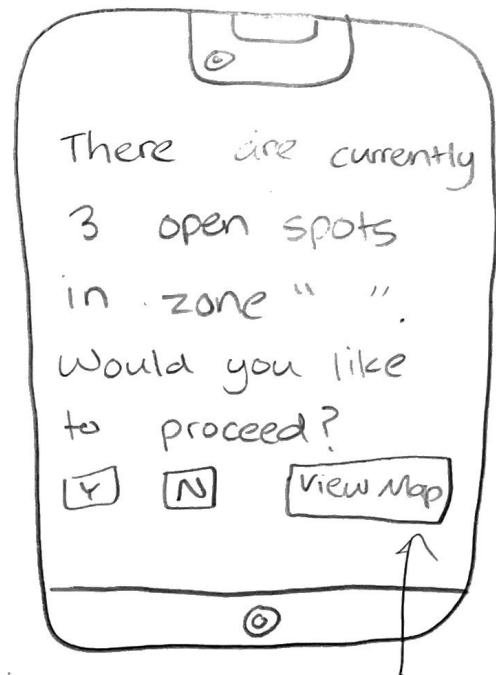 There are currently
3 open spots
in zone " ".
Would you like
to proceed?
Y N View Map